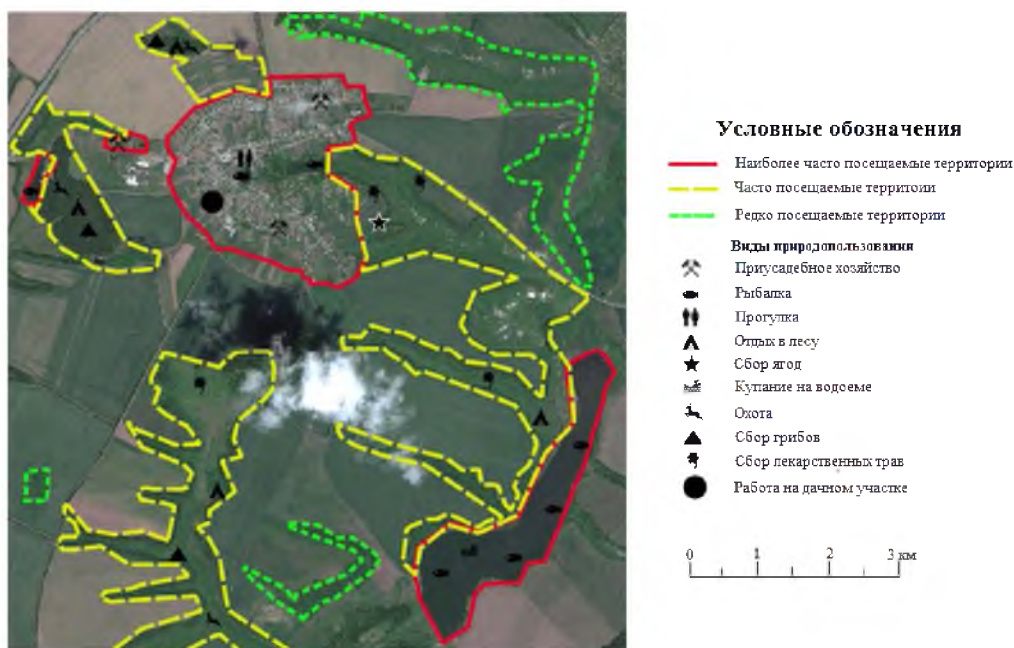 Условные обозначения
Наиболее часто посещаемые территории
Часто посещаемые терриитоии
Редко посещаемые территории
Виды природопользования
Приусадебное хозяйство
Рыбалка
Прогулка
Отдых в лесу
Сбор ягод
Купание на водоеме
Охота
Сбор грибов
Сбор лекарственных трав
Работа на дачном участке
0 1 2 3 км